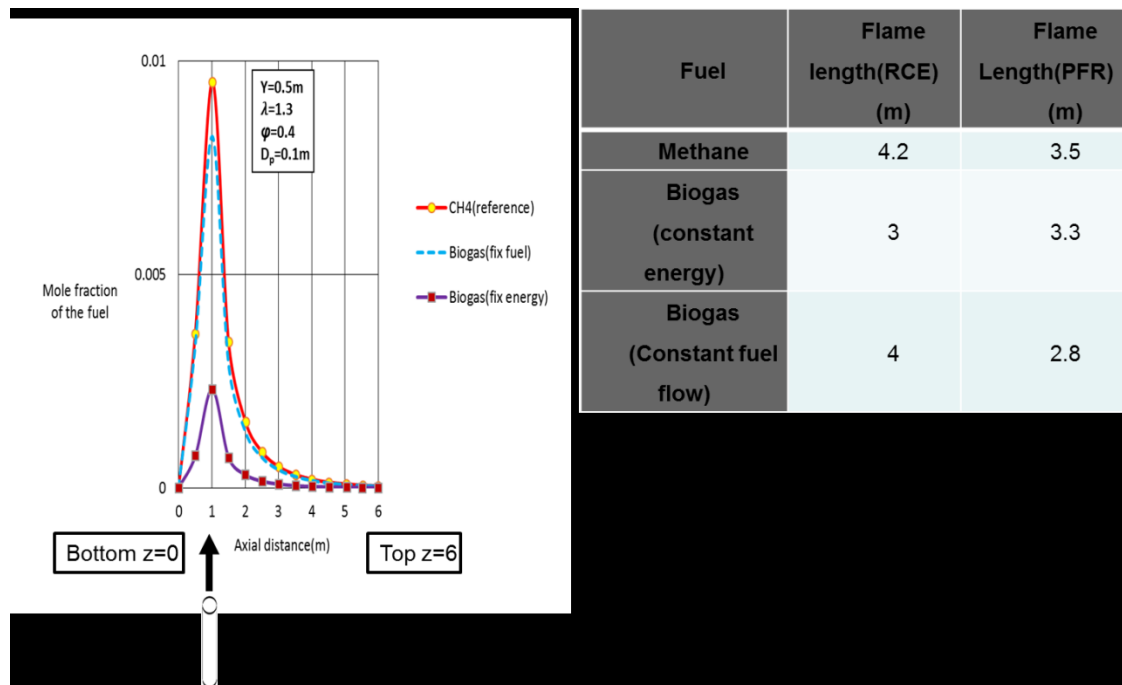 0.01
0.005
0
Mole fraction
of the fuel
Y=0.5m
λ=1.3
φ=0.4
Dₚ=0.1m
CH4(reference)
Biogas(fix fuel)
Biogas(fix energy)
0 1 2 3 4 5 6
Axial distance(m)
Bottom z=0
Top z=6
Fuel
Flame
length(RCE)
(m)
Flame
Length(PFR)
(m)
Methane 4.2 3.5
Biogas
(constant
energy)
3 3.3
Biogas
(Constant fuel
flow)
4 2.8